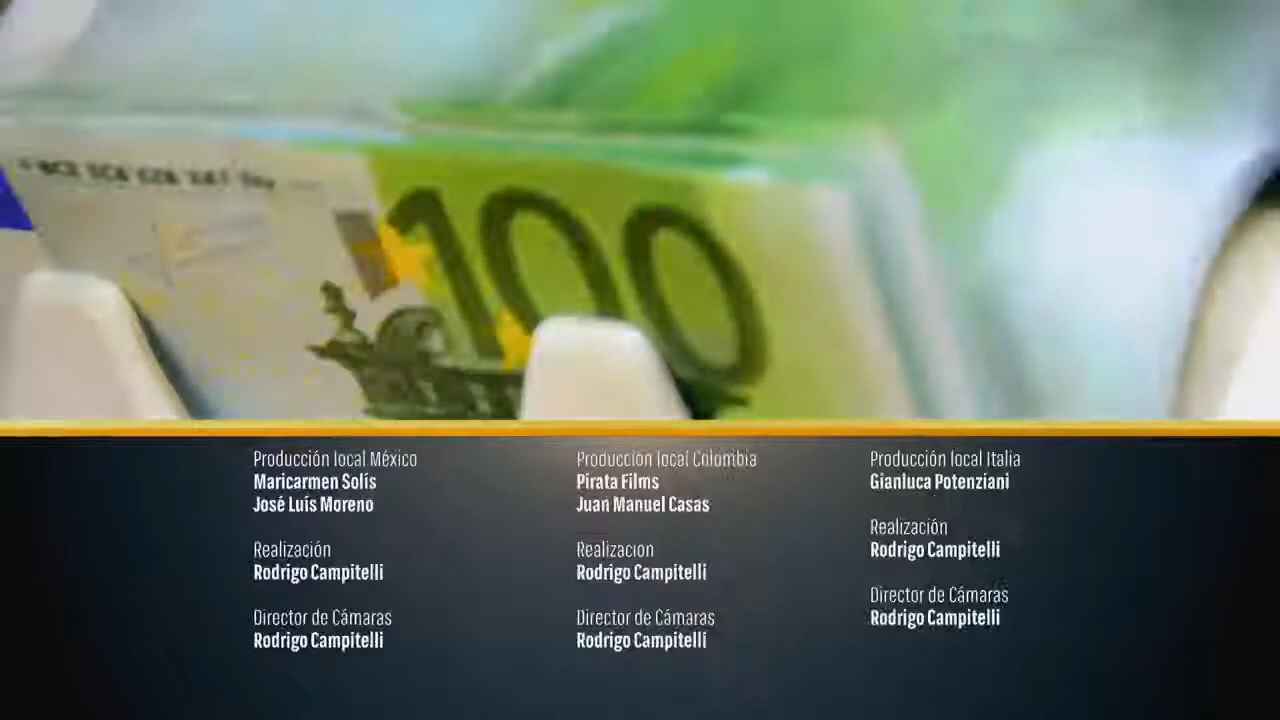 100
Producción local México
Maricarmen Solís
José Luis Moreno
Realización
Rodrigo Campitelli
Director de Cámaras
Rodrigo Campitelli
Producción local Colombia
Pirata Films
Juan Manuel Casas
Realización
Rodrigo Campitelli
Director de Cámaras
Rodrigo Campitelli
Producción local Italia
Gianluca Potenziani
Realización
Rodrigo Campitelli
Director de Cámaras
Rodrigo Campitelli